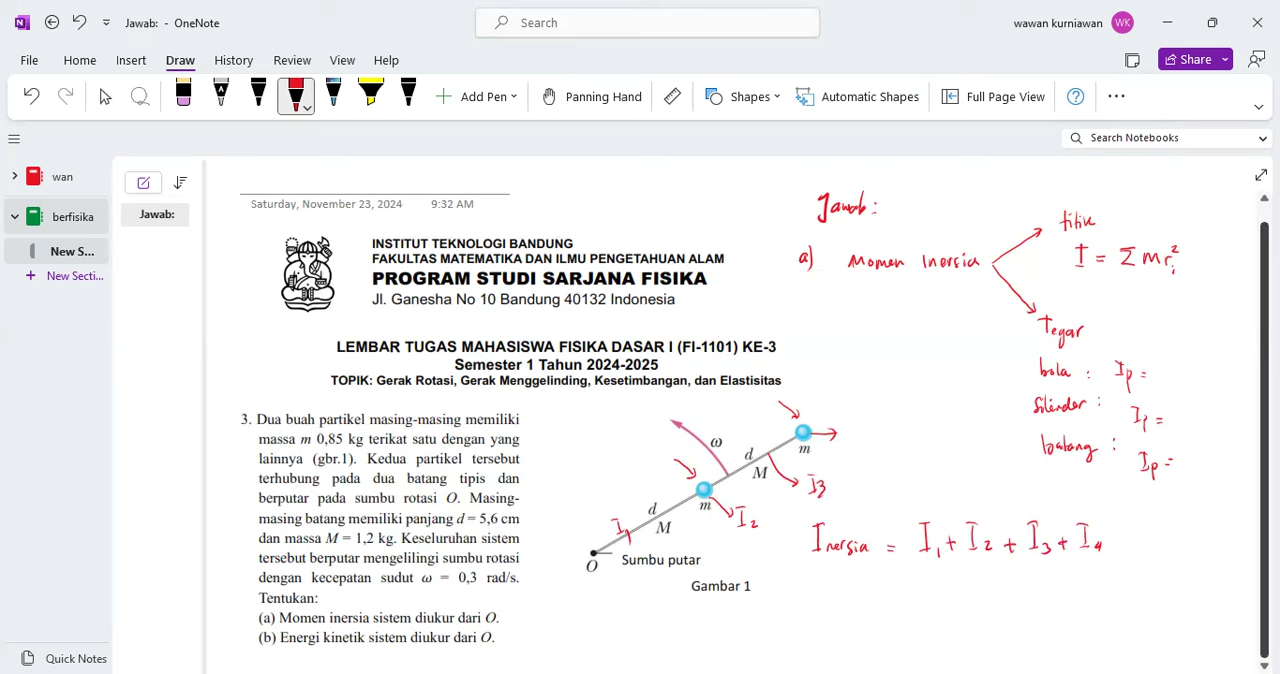 Jawab: - OneNote
Search
wawan kurniawan
WK
File
Home
Insert
Draw
History
Review
View
Help
Share
Add Pen
Panning Hand
Shapes
Automatic Shapes
Full Page View
Search Notebooks
wan
berfisika
New S...
New Secti...
Jawab:
Quick Notes
Saturday, November 23, 2024 9:32 AM
INSTITUT TEKNOLOGI BANDUNG
FAKULTAS MATEMATIKA DAN ILMU PENGETAHUAN ALAM
PROGRAM STUDI SARJANA FISIKA
Jl. Ganesha No 10 Bandung 40132 Indonesia
LEMBAR TUGAS MAHASISWA FISIKA DASAR I (FI-1101) KE-3
Semester 1 Tahun 2024-2025
TOPIK: Gerak Rotasi, Gerak Menggelinding, Kesetimbangan, dan Elastisitas
3. Dua buah partikel masing-masing memiliki
massa m 0,85 kg terikat satu dengan yang
lainnya (gbr.1). Kedua partikel tersebut
terhubung pada dua batang tipis dan
berputar pada sumbu rotasi O. Masing-
masing batang memiliki panjang d = 5,6 cm
dan massa M = 1,2 kg. Keseluruhan sistem
tersebut berputar mengelilingi sumbu rotasi
dengan kecepatan sudut ω = 0,3 rad/s.
Tentukan:
(a) Momen inersia sistem diukur dari O.
(b) Energi kinetik sistem diukur dari O.
ω
m
d
M
I3
m
I2
d
M
I1
O
Sumbu putar
Gambar 1
Jawab:
a) Momen Inersia
titik
I = Σ mr_i²
Tegar
bola : Ip =
Silinder : Ip =
batang : Ip =
Inersia = I₁ + I₂ + I₃ + I₄